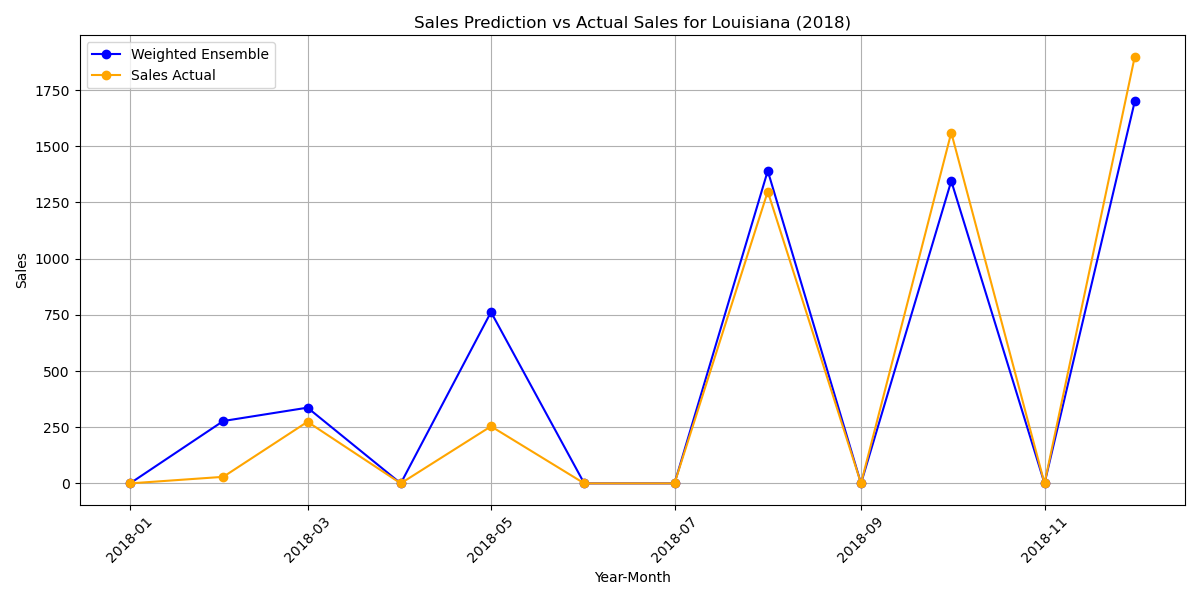 Sales Prediction vs Actual Sales for Louisiana (2018)
Weighted Ensemble
Sales Actual
1750
1500
1250
1000
750
500
250
0
Sales
2018-01
2018-03
2018-05
2018-07
2018-09
2018-11
Year-Month